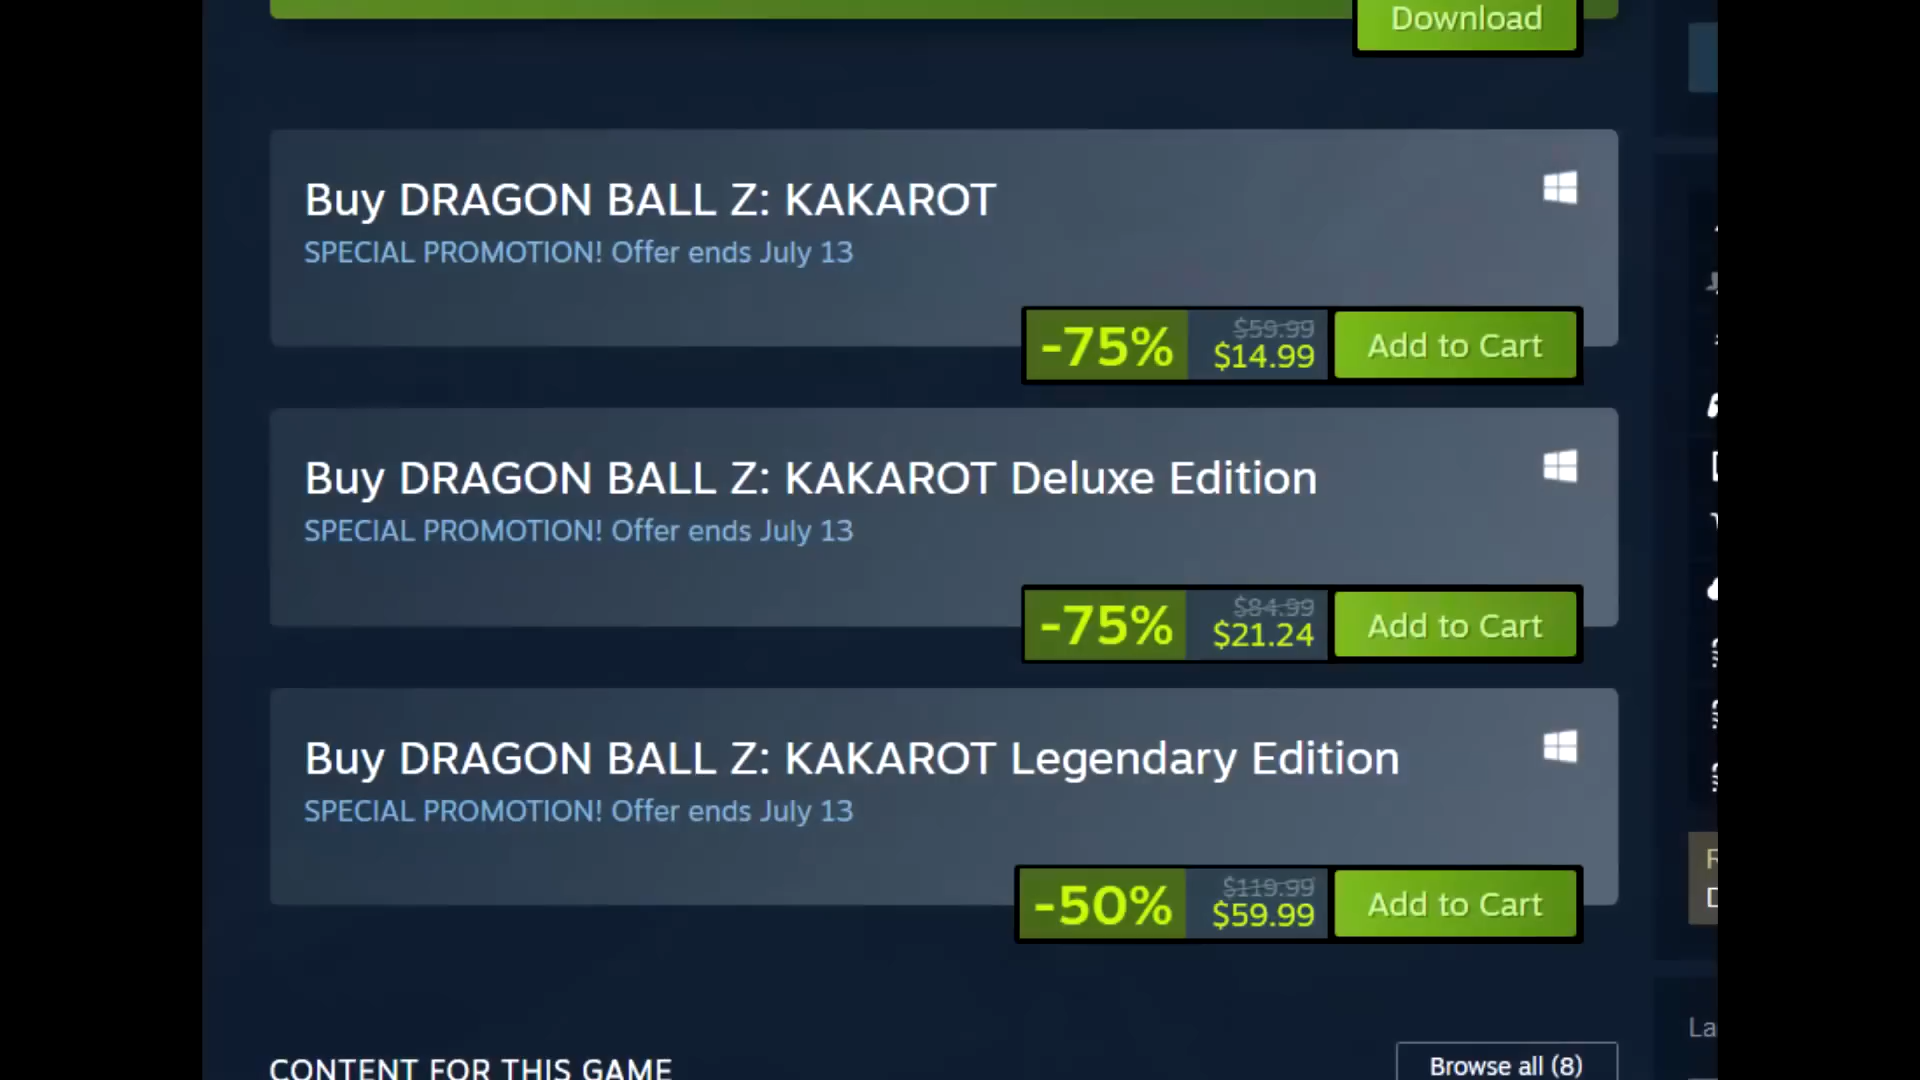 Download
Buy DRAGON BALL Z: KAKAROT
SPECIAL PROMOTION! Offer ends July 13
-75%
$59.99
$14.99
Add to Cart
Buy DRAGON BALL Z: KAKAROT Deluxe Edition
SPECIAL PROMOTION! Offer ends July 13
-75%
$84.99
$21.24
Add to Cart
Buy DRAGON BALL Z: KAKAROT Legendary Edition
SPECIAL PROMOTION! Offer ends July 13
-50%
$119.99
$59.99
Add to Cart
La
CONTENT FOR THIS GAME
Browse all (8)